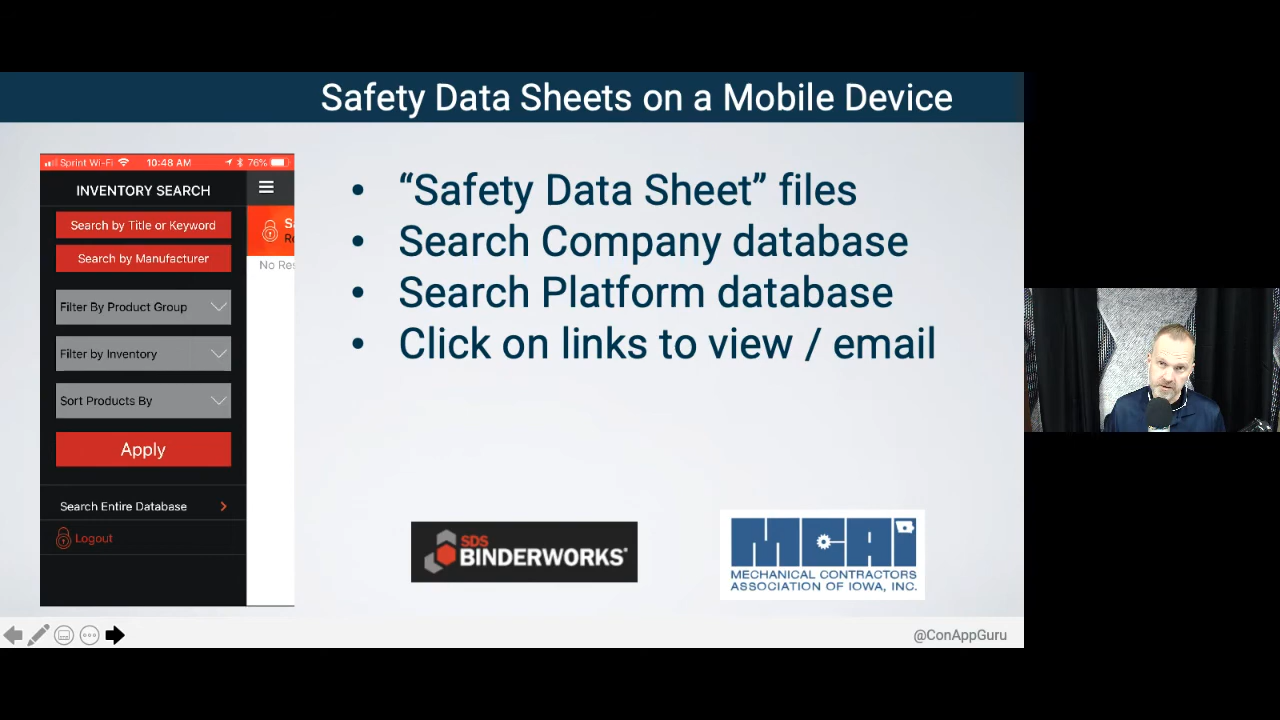 Safety Data Sheets on a Mobile Device
Sprint Wi-Fi 10:48 AM 76%
INVENTORY SEARCH
Search by Title or Keyword
Search by Manufacturer
No Res
Filter By Product Group
Filter by Inventory
Sort Products By
Apply
Search Entire Database
Logout
• “Safety Data Sheet” files
• Search Company database
• Search Platform database
• Click on links to view / email
SDS
BINDERWORKS
MCAi
MECHANICAL CONTRACTORS
ASSOCIATION OF IOWA, INC.
@ConAppGuru